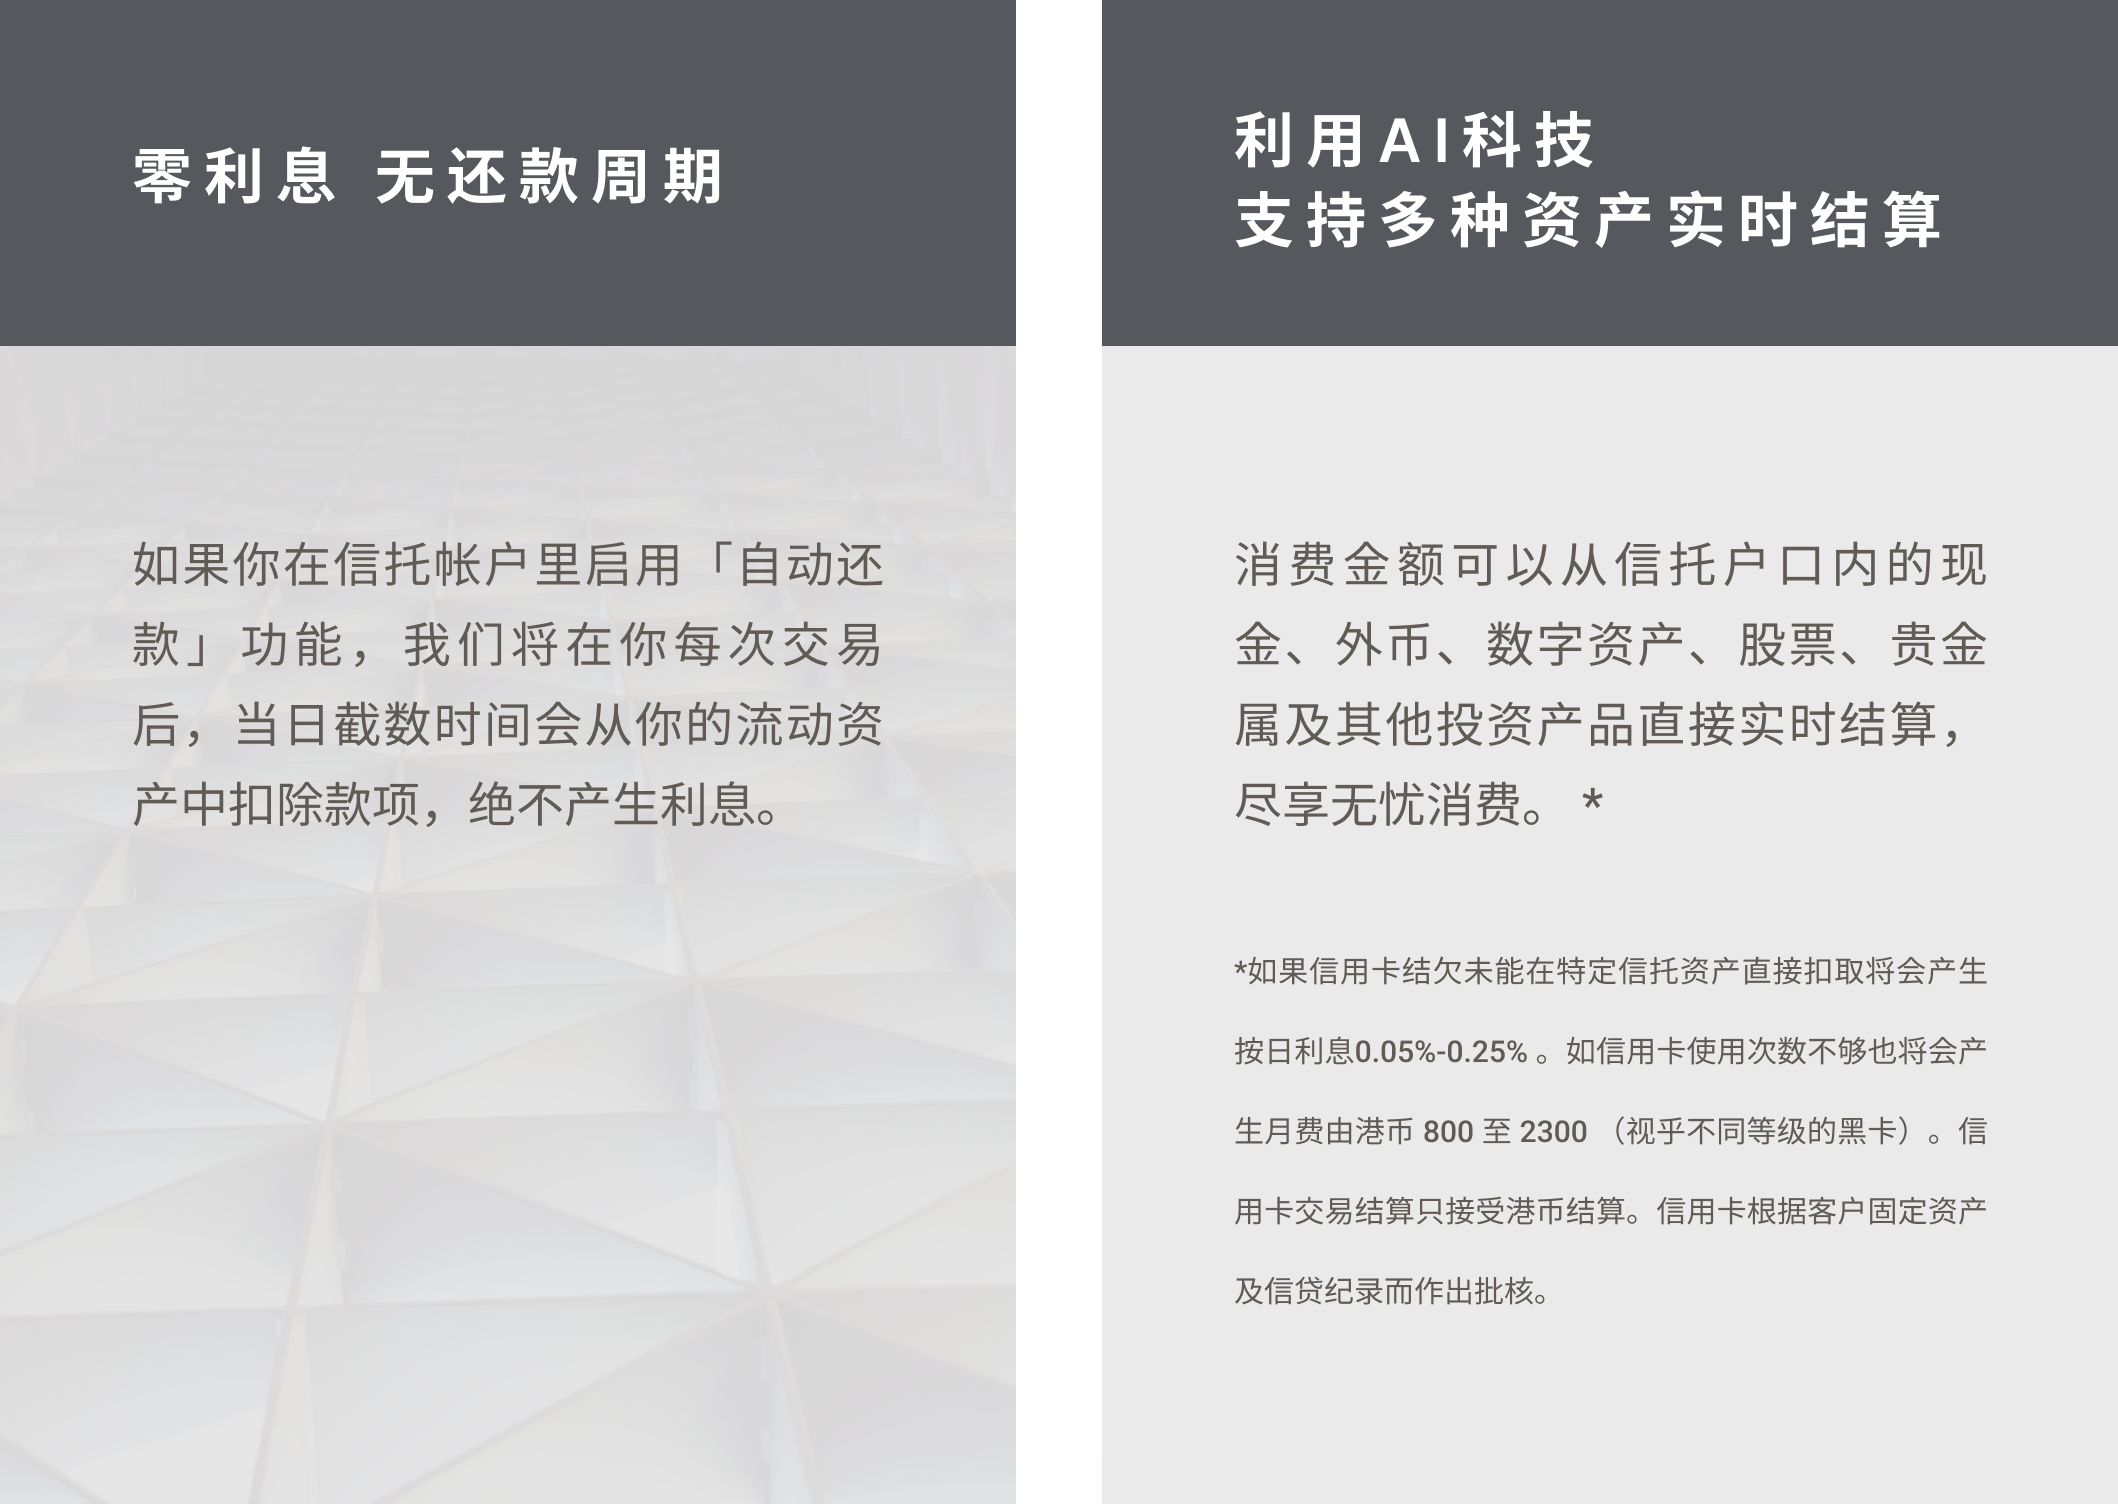 零利息 无还款周期
如果你在信托帐户里启用「自动还
款」功能，我们将在你每次交易
后，当日截数时间会从你的流动资
产中扣除款项，绝不产生利息。
利用AI科技
支持多种资产实时结算
消费金额可以从信托户口内的现
金、外币、数字资产、股票、贵金
属及其他投资产品直接实时结算，
尽享无忧消费。 *
*如果信用卡结欠未能在特定信托资产直接扣取将会产生
按日利息0.05%-0.25% 。如信用卡使用次数不够也将会产
生月费由港币 800 至 2300 （视乎不同等级的黑卡）。信
用卡交易结算只接受港币结算。信用卡根据客户固定资产
及信贷纪录而作出批核。